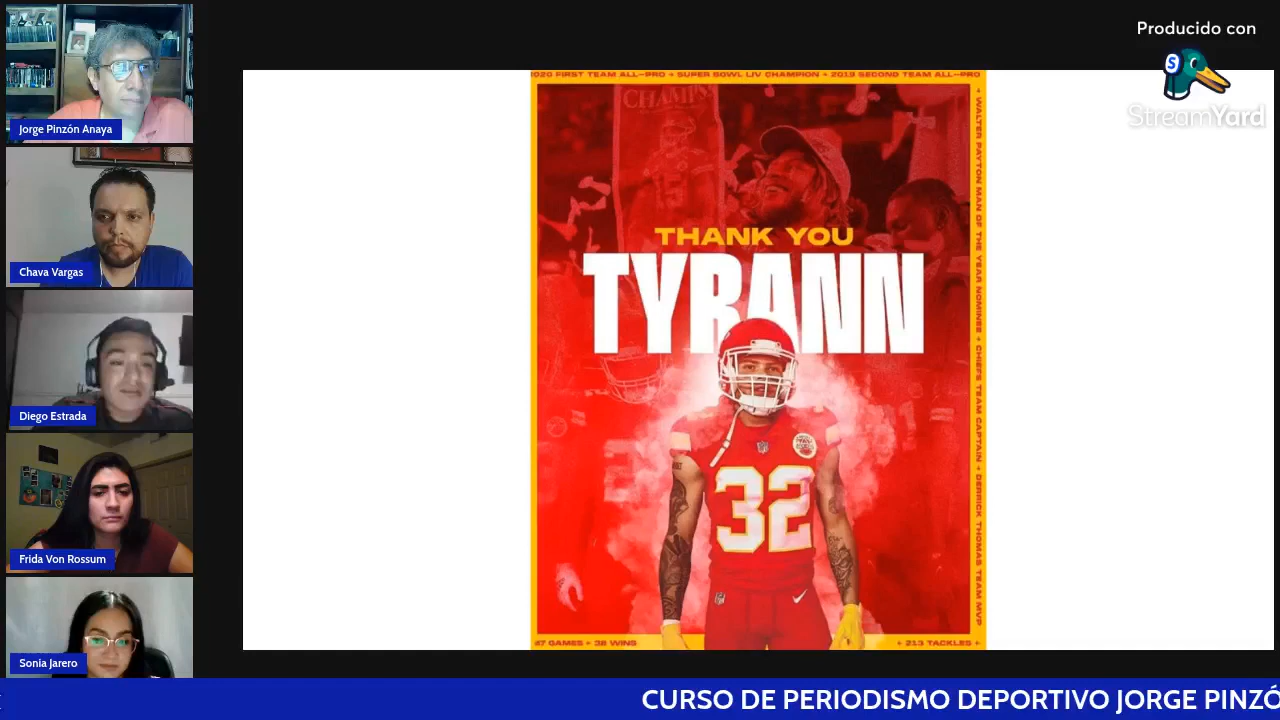 Jorge Pinzón Anaya
Chava Vargas
Diego Estrada
Frida Von Rossum
Sonia Jarero
Producido con
StreamYard
2020 FIRST TEAM ALL-PRO + SUPER BOWL LIV CHAMPION + 2019 SECOND TEAM ALL-PRO
+ WALTER PAYTON MAN OF THE YEAR NOMINEE + CHIEFS TEAM CAPTAIN + DERRICK THOMAS TEAM MVP
CHAMPIONS
THANK YOU
TYRANN
32
47 GAMES + 38 WINS
+ 213 TACKLES +
CURSO DE PERIODISMO DEPORTIVO JORGE PINZÓ